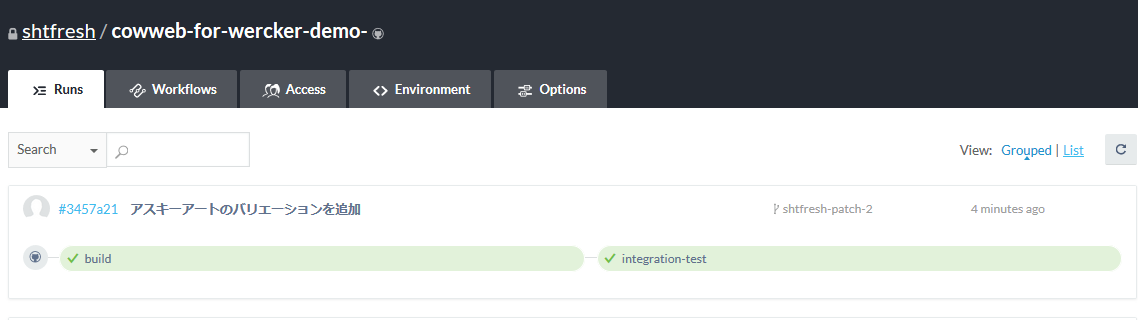 shtfresh / cowweb-for-wercker-demo-
Runs Workflows Access Environment Options
Search View: Grouped | List
#3457a21 アスキーアートのバリエーションを追加 shtfresh-patch-2 4 minutes ago
build integration-test